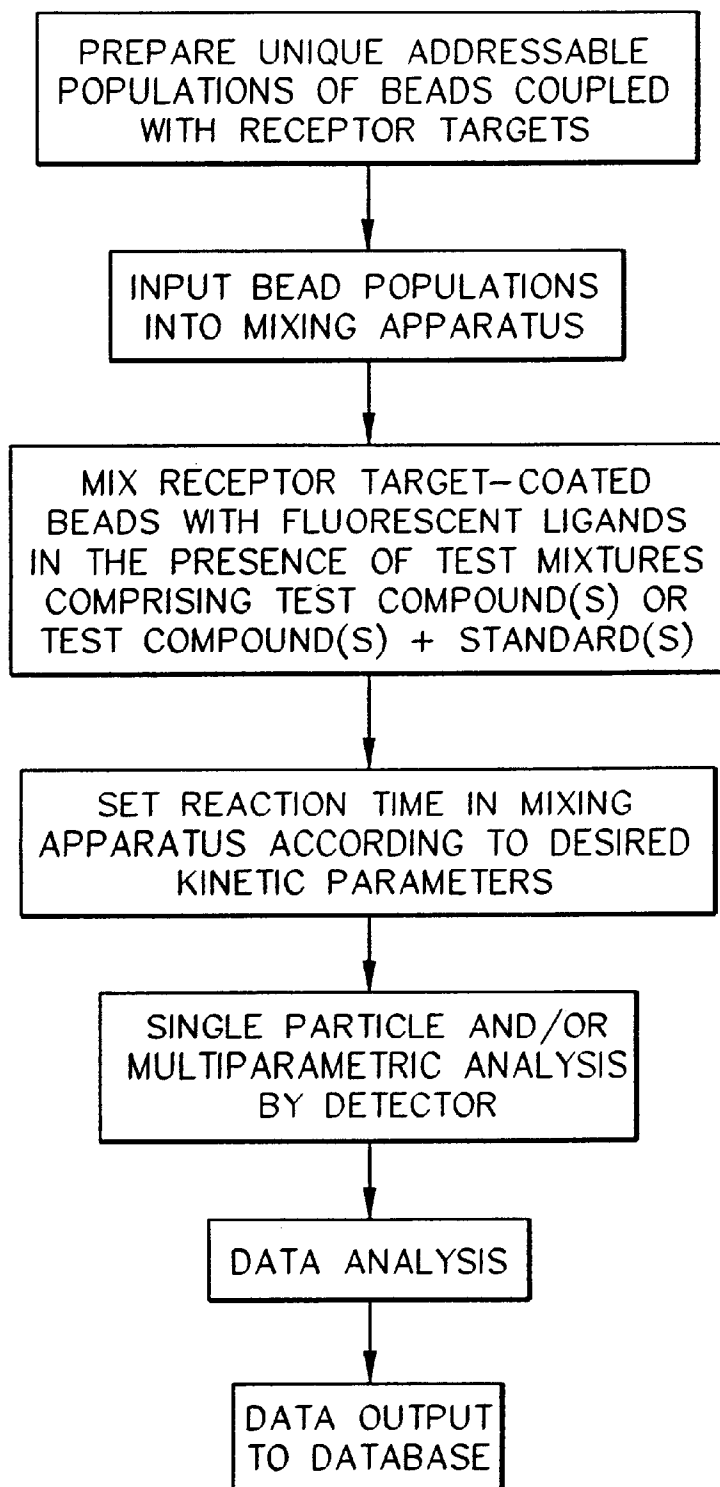 PREPARE UNIQUE ADDRESSABLE
POPULATIONS OF BEADS COUPLED
WITH RECEPTOR TARGETS
INPUT BEAD POPULATIONS
INTO MIXING APPARATUS
MIX RECEPTOR TARGET-COATED
BEADS WITH FLUORESCENT LIGANDS
IN THE PRESENCE OF TEST MIXTURES
COMPRISING TEST COMPOUND(S) OR
TEST COMPOUND(S) + STANDARD(S)
SET REACTION TIME IN MIXING
APPARATUS ACCORDING TO DESIRED
KINETIC PARAMETERS
SINGLE PARTICLE AND/OR
MULTIPARAMETRIC ANALYSIS
BY DETECTOR
DATA ANALYSIS
DATA OUTPUT
TO DATABASE